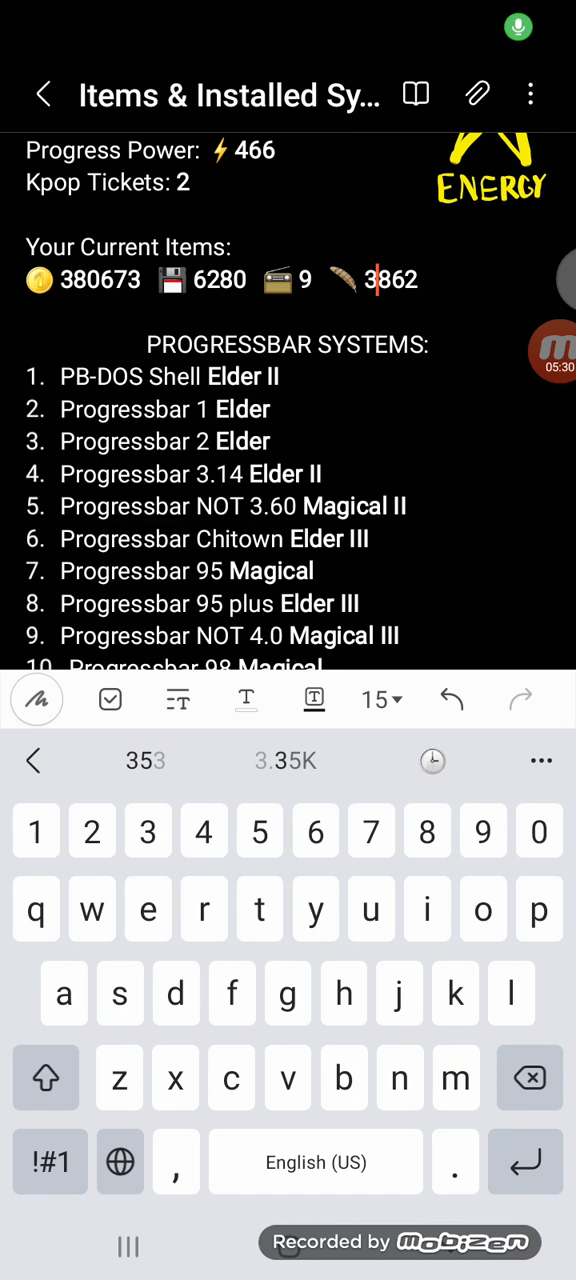 Items & Installed Sy...
Progress Power: ⚡ 466
Kpop Tickets: 2
ENERGY
Your Current Items:
🪙 380673 💾 6280 📻 9 🪶 3862
05:30
PROGRESSBAR SYSTEMS:
1. PB-DOS Shell Elder II
2. Progressbar 1 Elder
3. Progressbar 2 Elder
4. Progressbar 3.14 Elder II
5. Progressbar NOT 3.60 Magical II
6. Progressbar Chitown Elder III
7. Progressbar 95 Magical
8. Progressbar 95 plus Elder III
9. Progressbar NOT 4.0 Magical III
10. Progressbar 98 Magical
15
353 3.35K
1 2 3 4 5 6 7 8 9 0
q w e r t y u i o p
a s d f g h j k l
z x c v b n m
!#1 , English (US) .
Recorded by mobizen